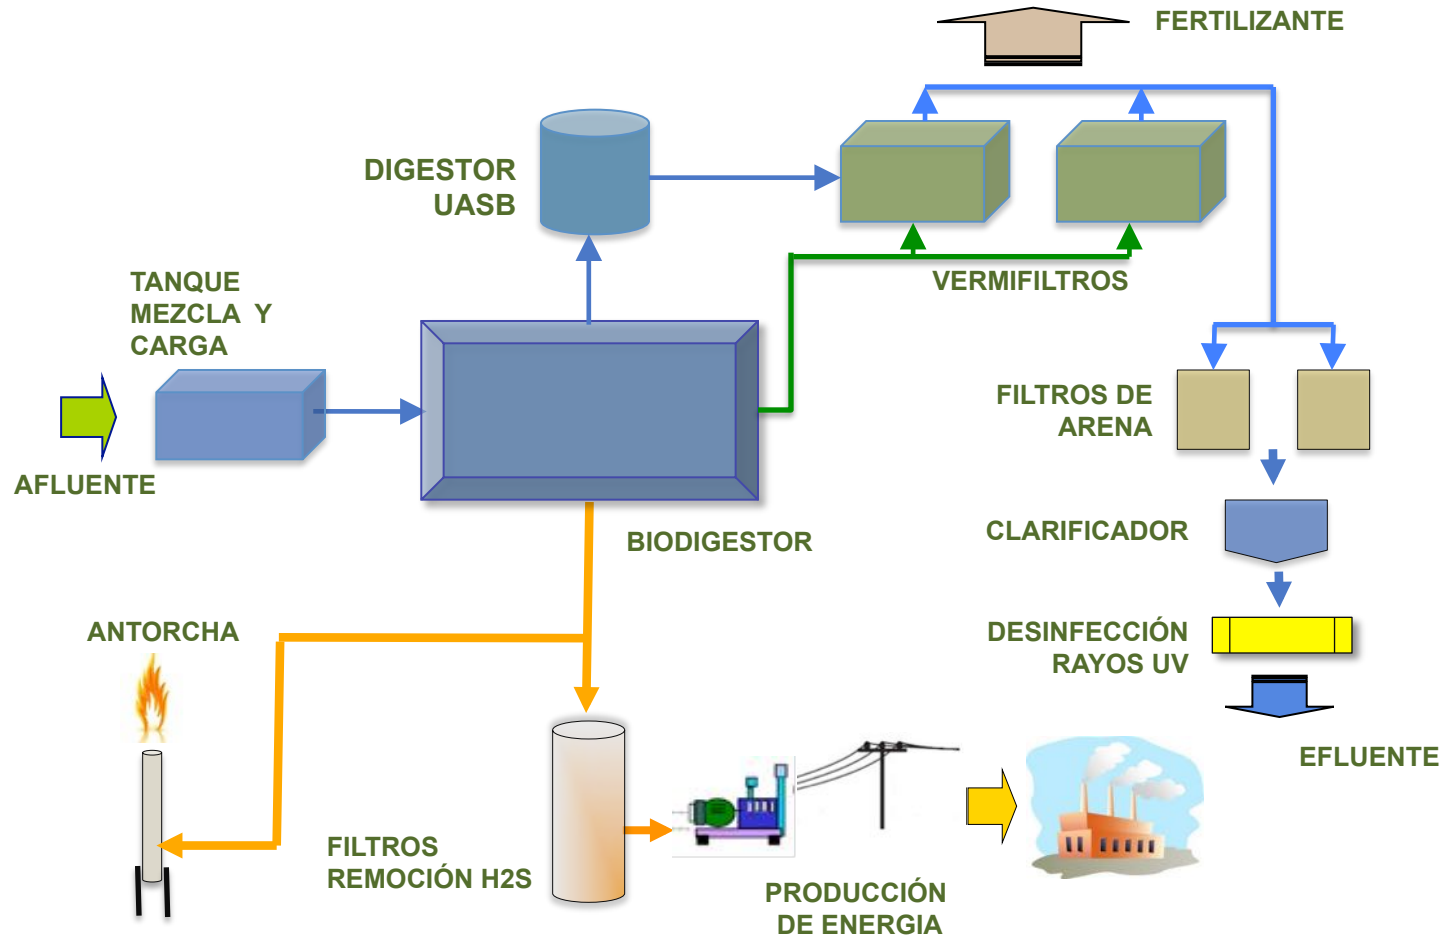 FERTILIZANTE
DIGESTOR
UASB
TANQUE
MEZCLA Y
CARGA
VERMIFILTROS
FILTROS DE
ARENA
AFLUENTE
BIODIGESTOR
CLARIFICADOR
ANTORCHA
DESINFECCIÓN
RAYOS UV
EFLUENTE
FILTROS
REMOCIÓN H2S
PRODUCCIÓN
DE ENERGIA